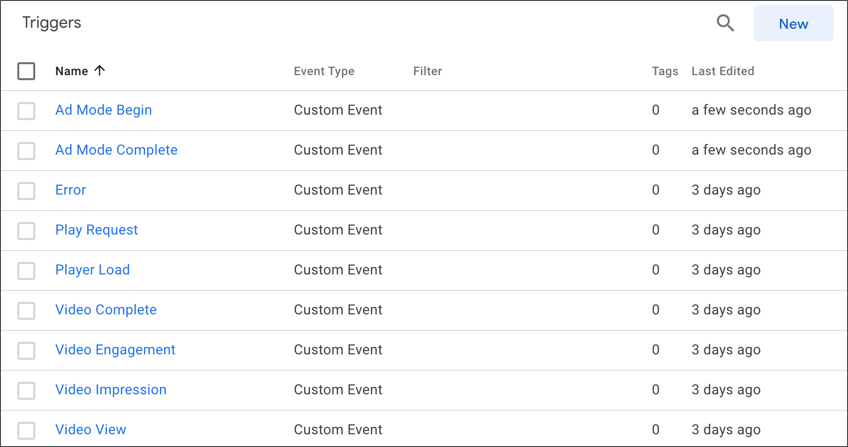 Triggers
New
Name Event Type Filter Tags Last Edited
Ad Mode Begin Custom Event 0 a few seconds ago
Ad Mode Complete Custom Event 0 a few seconds ago
Error Custom Event 0 3 days ago
Play Request Custom Event 0 3 days ago
Player Load Custom Event 0 3 days ago
Video Complete Custom Event 0 3 days ago
Video Engagement Custom Event 0 3 days ago
Video Impression Custom Event 0 3 days ago
Video View Custom Event 0 3 days ago